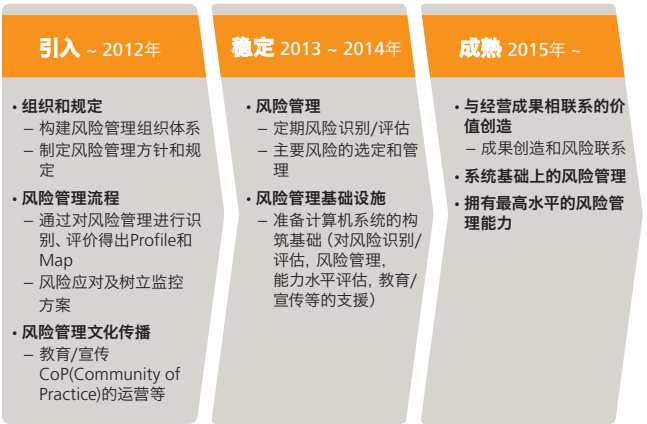 引入 ~ 2012年
• 组织和规定
– 构建风险管理组织体系
– 制定风险管理方针和规
定
• 风险管理流程
– 通过对风险管理进行识
别、评价得出Profile和
Map
– 风险应对及树立监控
方案
• 风险管理文化传播
– 教育/宣传
CoP(Community of
Practice)的运营等
稳定 2013 ~ 2014年
• 风险管理
– 定期风险识别/评估
– 主要风险的选定和管
理
• 风险管理基础设施
– 准备计算机系统的构
筑基础（对风险识别/
评估, 风险管理,
能力水平评估, 教育/
宣传等的支援）
成熟 2015年 ~
• 与经营成果相联系的价
值创造
– 成果创造和风险联系
• 系统基础上的风险管理
• 拥有最高水平的风险管
理能力